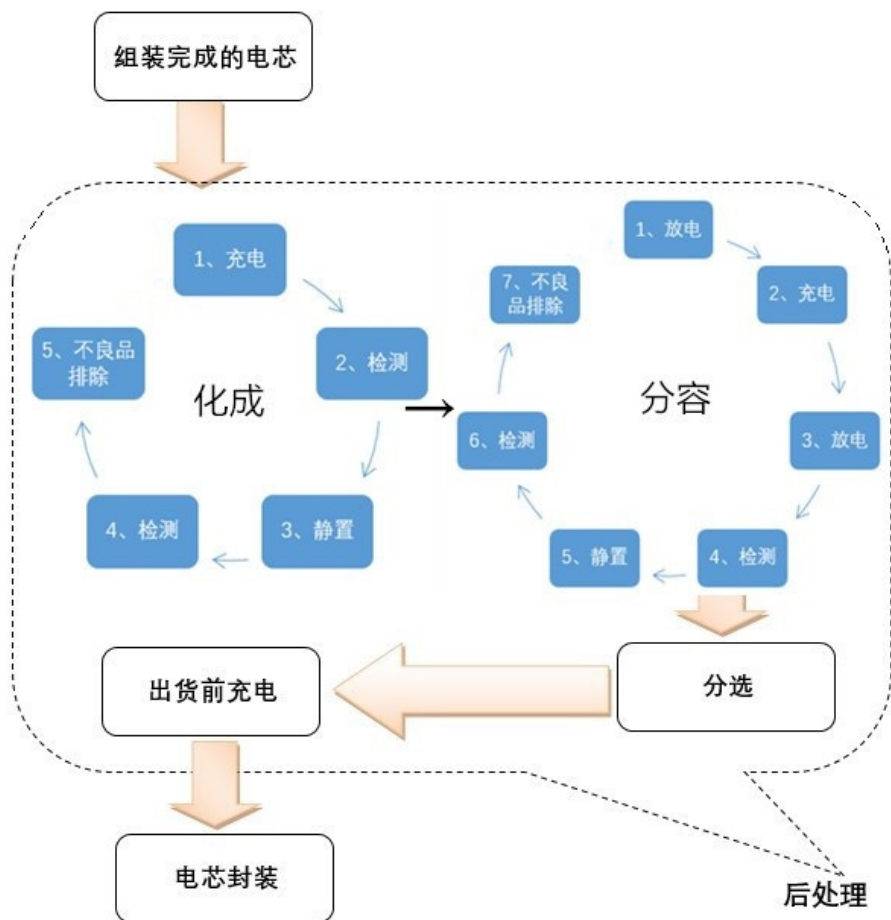 组装完成的电芯
1、充电
2、检测
3、静置
4、检测
5、不良品
排除
化成
1、放电
2、充电
3、放电
4、检测
5、静置
6、检测
7、不良
品排除
分容
分选
出货前充电
电芯封装
后处理